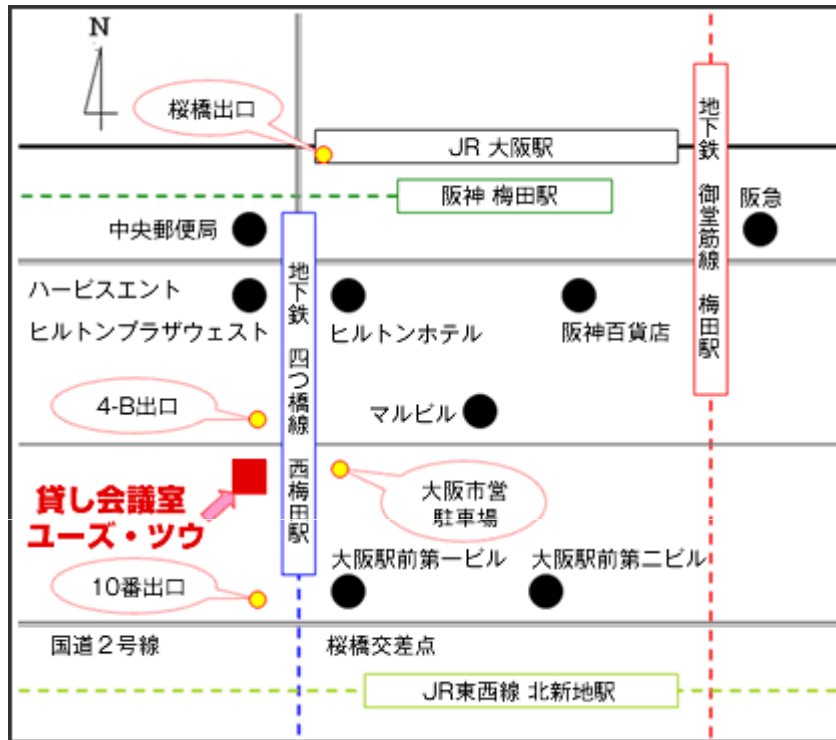 N
桜橋出口
JR 大阪駅
地下鉄 御堂筋線 梅田駅
阪神 梅田駅
阪急
中央郵便局
地下鉄 四つ橋線 西梅田駅
ハービスエント
ヒルトンプラザウェスト
ヒルトンホテル
阪神百貨店
4-B出口
マルビル
貸し会議室
ユーズ・ツウ
大阪市営
駐車場
大阪駅前第一ビル
大阪駅前第二ビル
10番出口
国道2号線
桜橋交差点
JR東西線 北新地駅